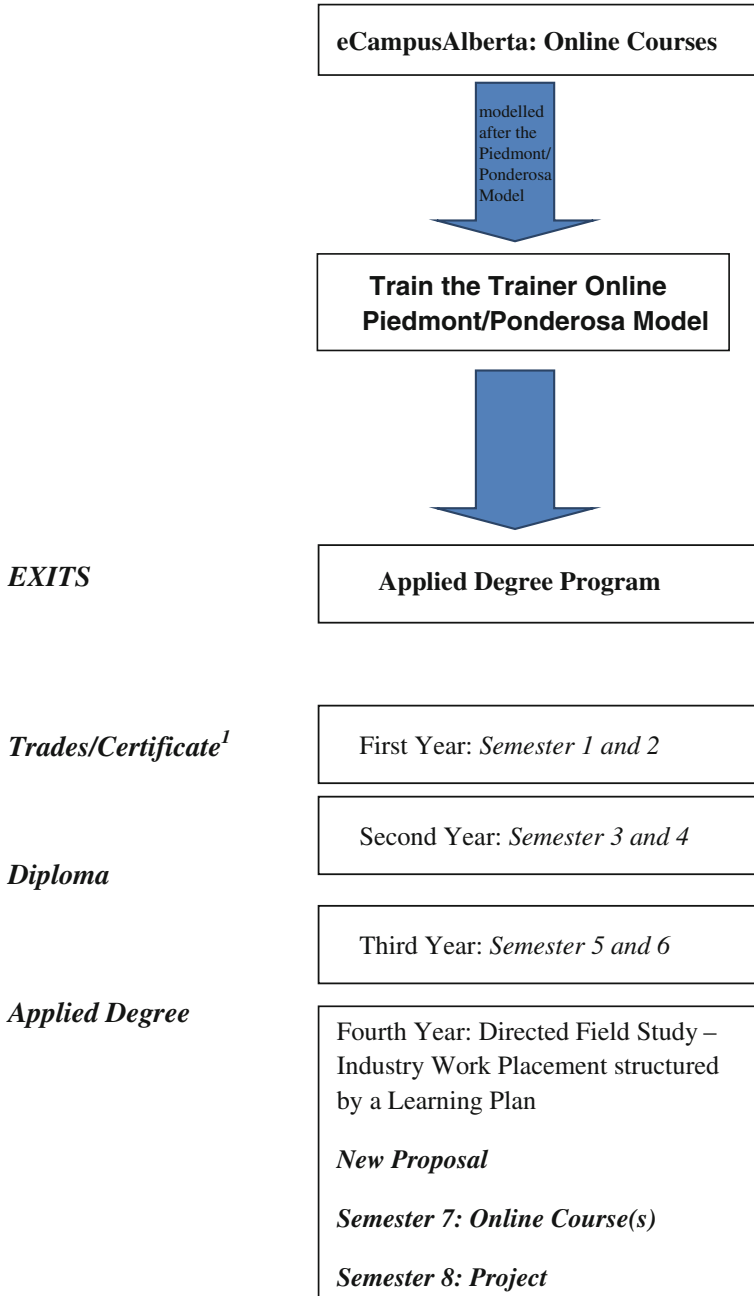 eCampusAlberta: Online Courses
modelled
after the
Piedmont/
Ponderosa
Model
Train the Trainer Online
Piedmont/Ponderosa Model
EXITS
Applied Degree Program
Trades/Certificate¹
First Year: Semester 1 and 2
Second Year: Semester 3 and 4
Diploma
Third Year: Semester 5 and 6
Applied Degree
Fourth Year: Directed Field Study –
Industry Work Placement structured
by a Learning Plan
New Proposal
Semester 7: Online Course(s)
Semester 8: Project